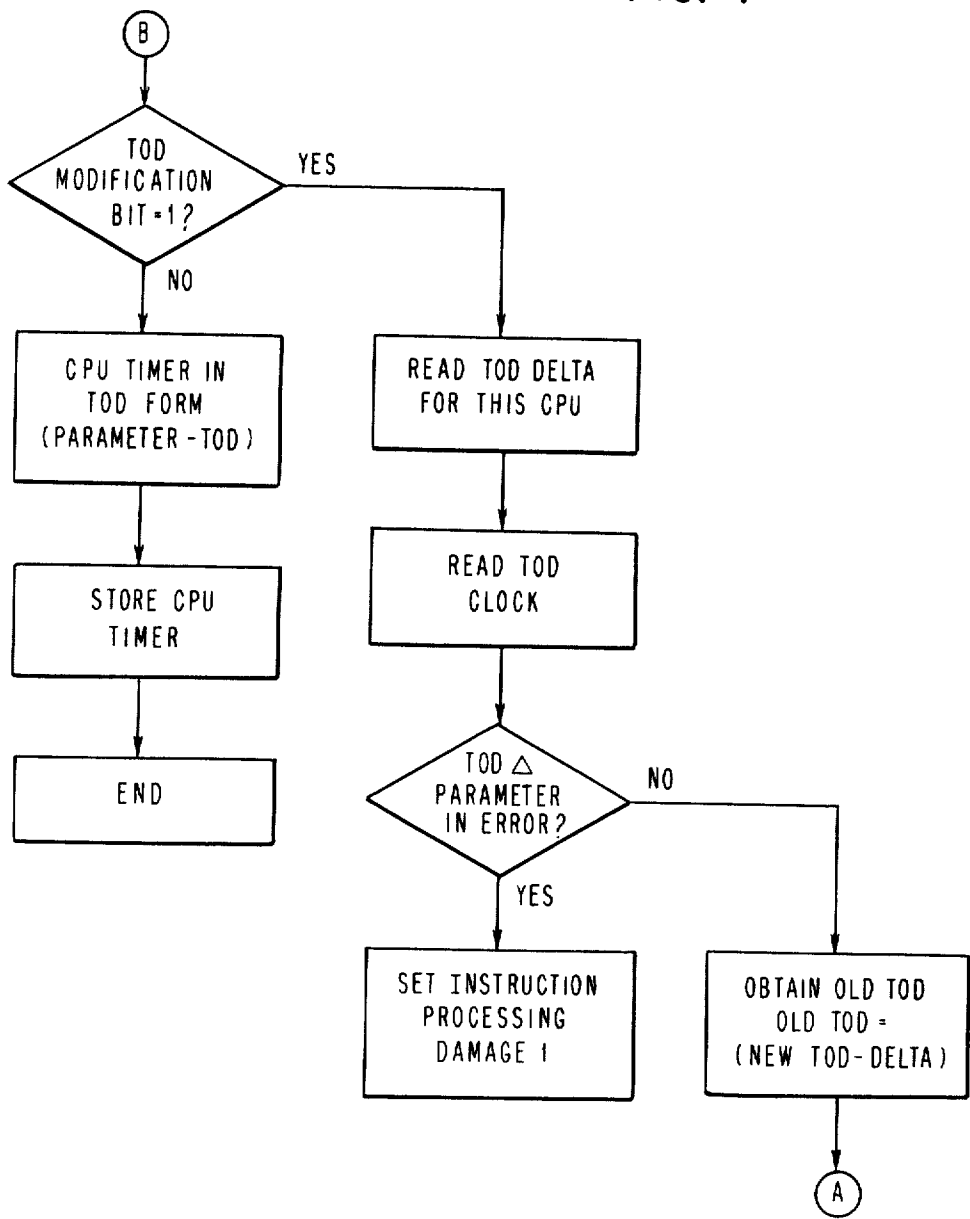 B
TOD
MODIFICATION
BIT=1?
YES
NO
CPU TIMER IN
TOD FORM
(PARAMETER-TOD)
READ TOD DELTA
FOR THIS CPU
STORE CPU
TIMER
READ TOD
CLOCK
END
TOD △
PARAMETER
IN ERROR?
NO
YES
SET INSTRUCTION
PROCESSING
DAMAGE 1
OBTAIN OLD TOD
OLD TOD =
(NEW TOD-DELTA)
A